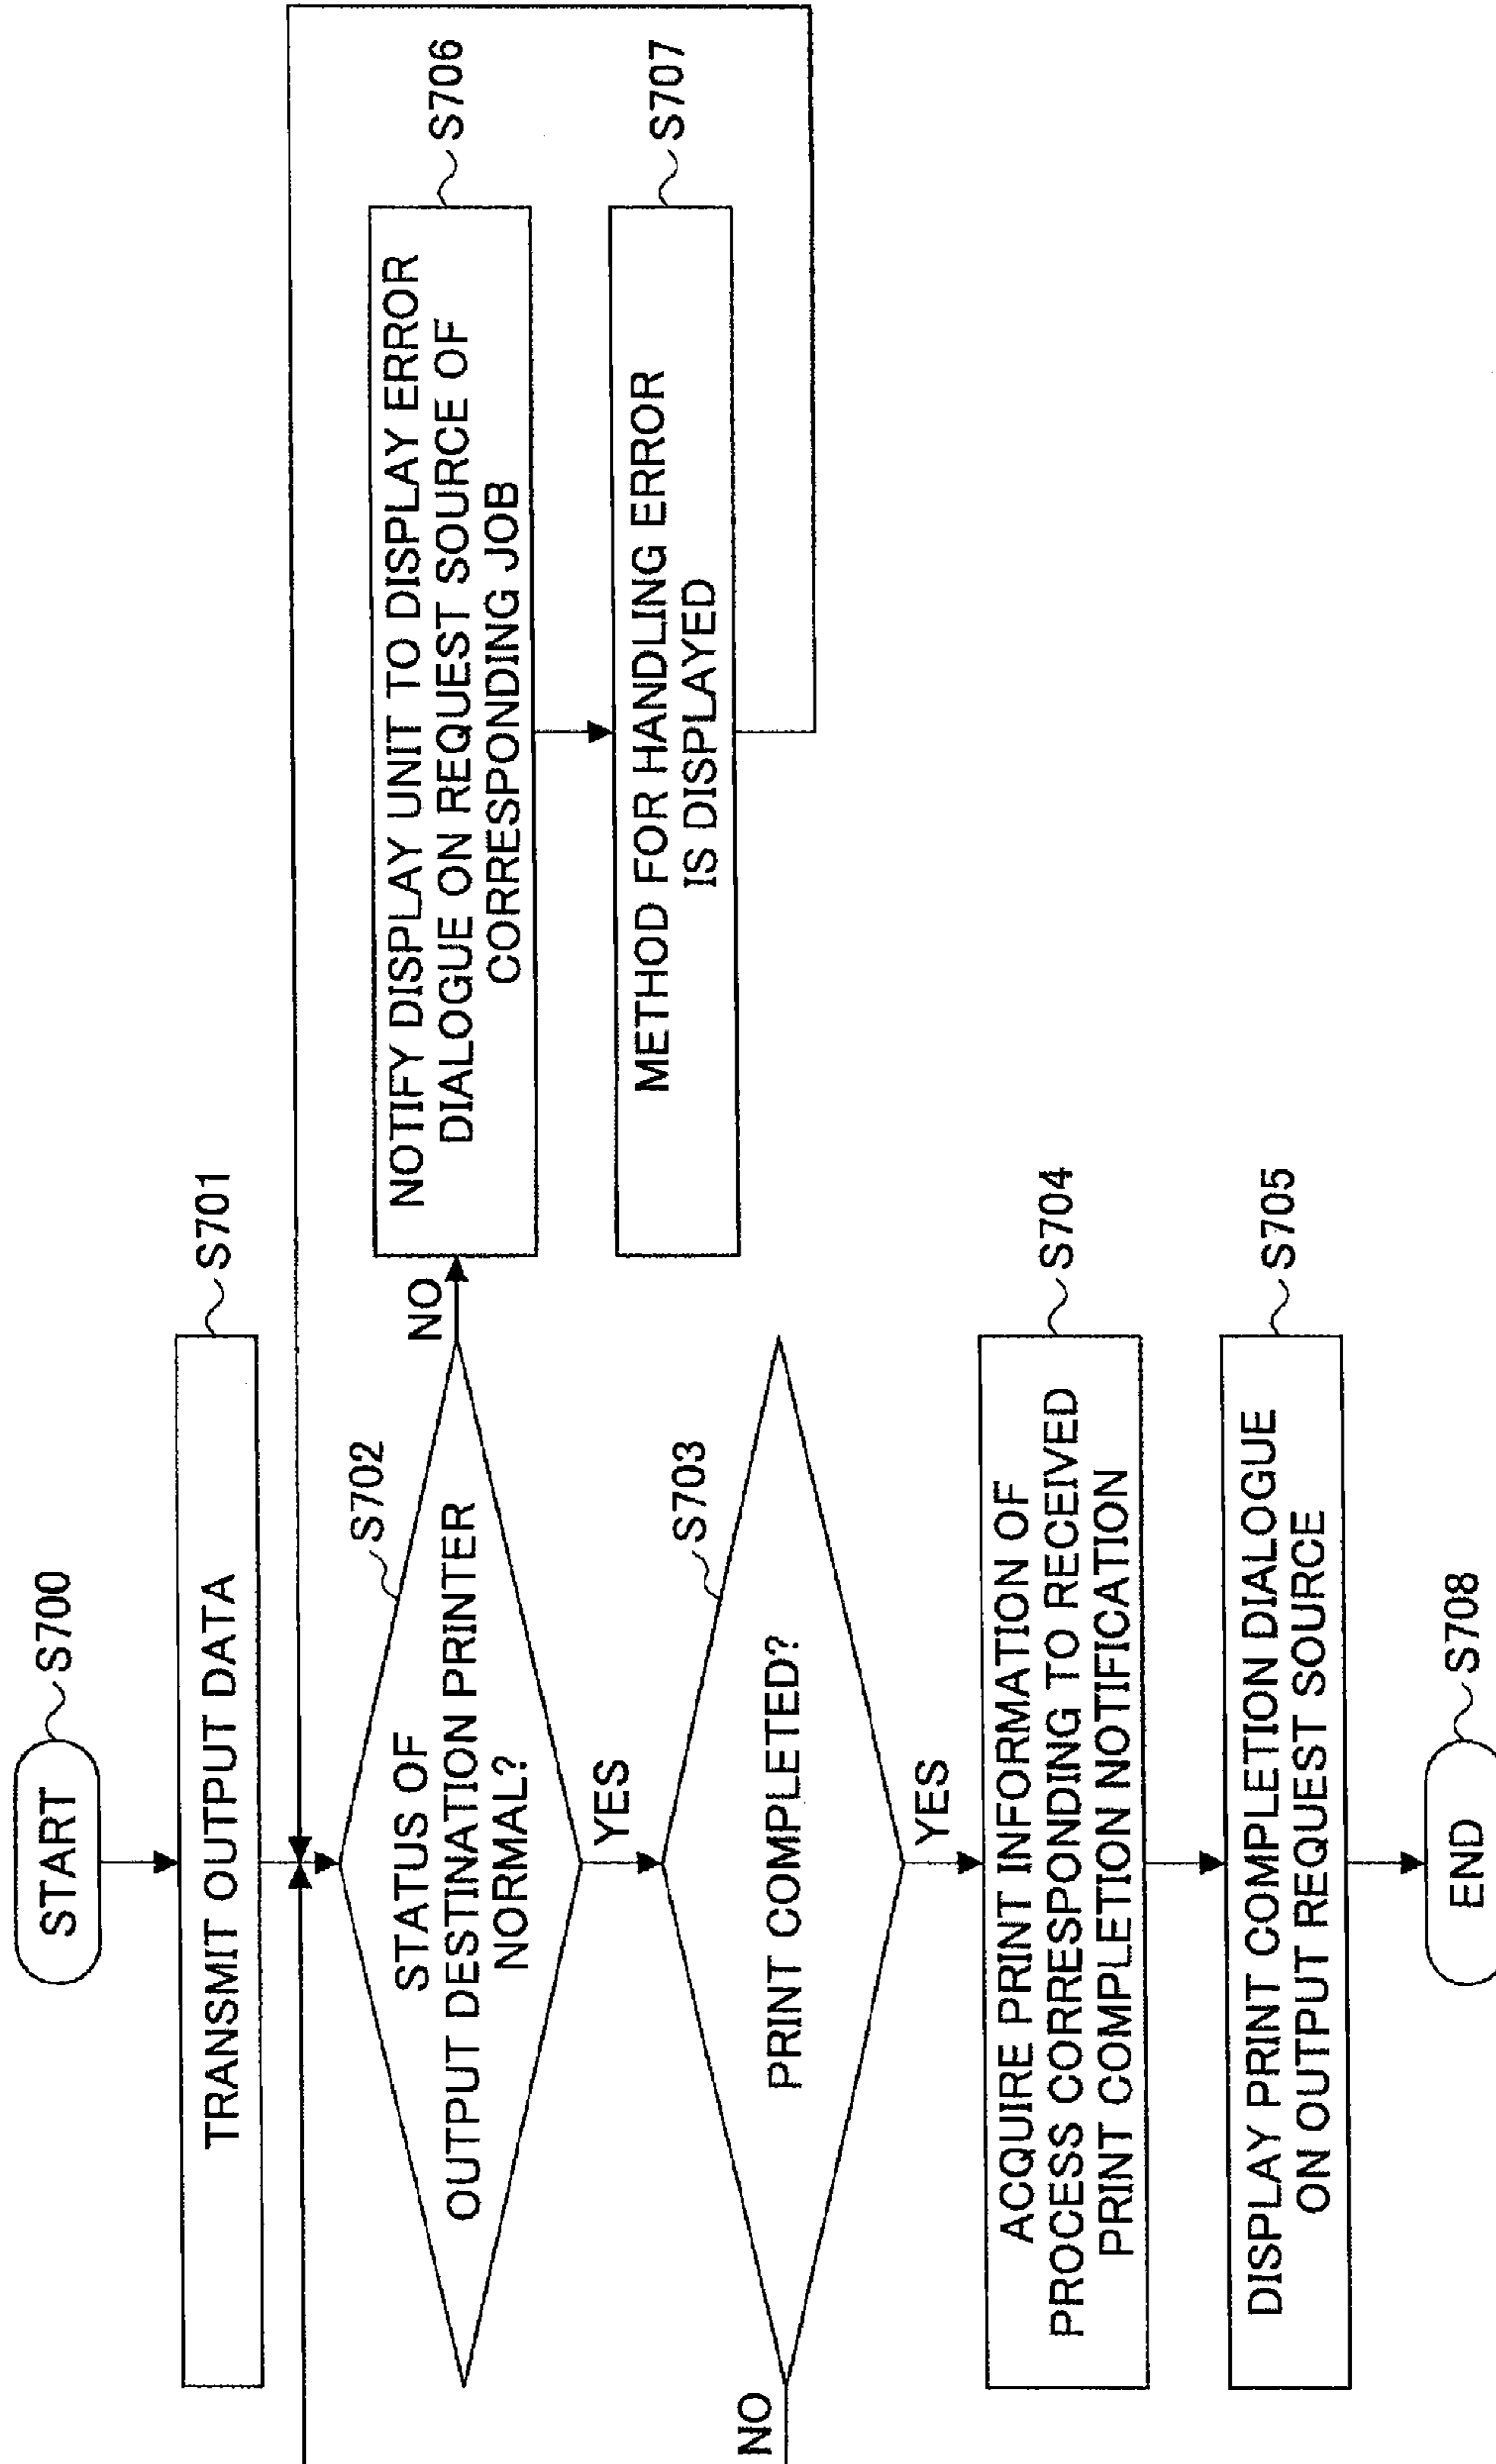 START
S700
TRANSMIT OUTPUT DATA
S701
STATUS OF
OUTPUT DESTINATION PRINTER
NORMAL?
S702
NO
YES
NOTIFY DISPLAY UNIT TO DISPLAY ERROR
DIALOGUE ON REQUEST SOURCE OF
CORRESPONDING JOB
S706
METHOD FOR HANDLING ERROR
IS DISPLAYED
S707
PRINT COMPLETED?
S703
NO
YES
ACQUIRE PRINT INFORMATION OF
PROCESS CORRESPONDING TO RECEIVED
PRINT COMPLETION NOTIFICATION
S704
DISPLAY PRINT COMPLETION DIALOGUE
ON OUTPUT REQUEST SOURCE
S705
END
S708